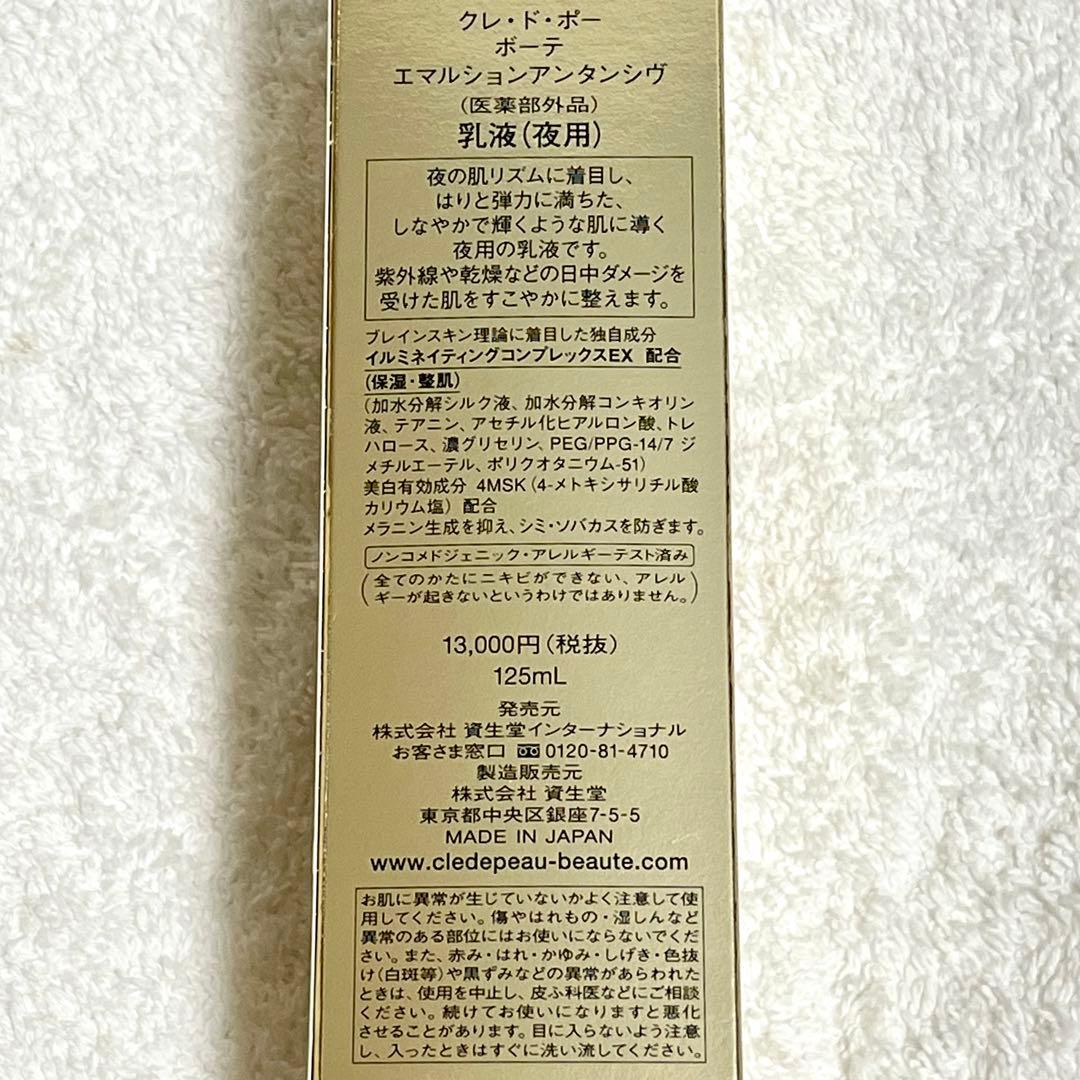 クレ・ド・ポー
ボーテ
エマルションアンタンシヴ
（医薬部外品）
乳液（夜用）
夜の肌リズムに着目し、
はりと弾力に満ちた、
しなやかで輝くような肌に導く
夜用の乳液です。
紫外線や乾燥などの日中ダメージを
受けた肌をすこやかに整えます。
ブレインスキン理論に着目した独自成分
イルミネイティングコンプレックスEX 配合
（保湿・整肌）
（加水分解シルク液、加水分解コンキオリン
液、テアニン、アセチル化ヒアルロン酸、トレ
ハロース、濃グリセリン、PEG/PPG-14/7 ジ
メチルエーテル、ポリクオタニウム-51）
美白有効成分 4MSK（4-メトキシサリチル酸
カリウム塩）配合
メラニン生成を抑え、シミ・ソバカスを防ぎます。
ノンコメドジェニック・アレルギーテスト済み
（全てのかたにニキビができない、アレル
ギーが起きないというわけではありません。）
13,000円（税抜）
125mL
発売元
株式会社 資生堂インターナショナル
お客さま窓口 0120-81-4710
製造販売元
株式会社 資生堂
東京都中央区銀座7-5-5
MADE IN JAPAN
www.cledepeau-beaute.com
お肌に異常が生じていないかよく注意して使
用してください。傷やはれもの・湿しんなど
異常のある部位にはお使いにならないでくだ
さい。また、赤み・はれ・かゆみ・しげき・色抜
け（白斑等）や黒ずみなどの異常があらわれた
ときは、使用を中止し、皮ふ科医などにご相談
ください。続けてお使いになりますと悪化
させることがあります。目に入らないよう注意
し、入ったときはすぐに洗い流してください。